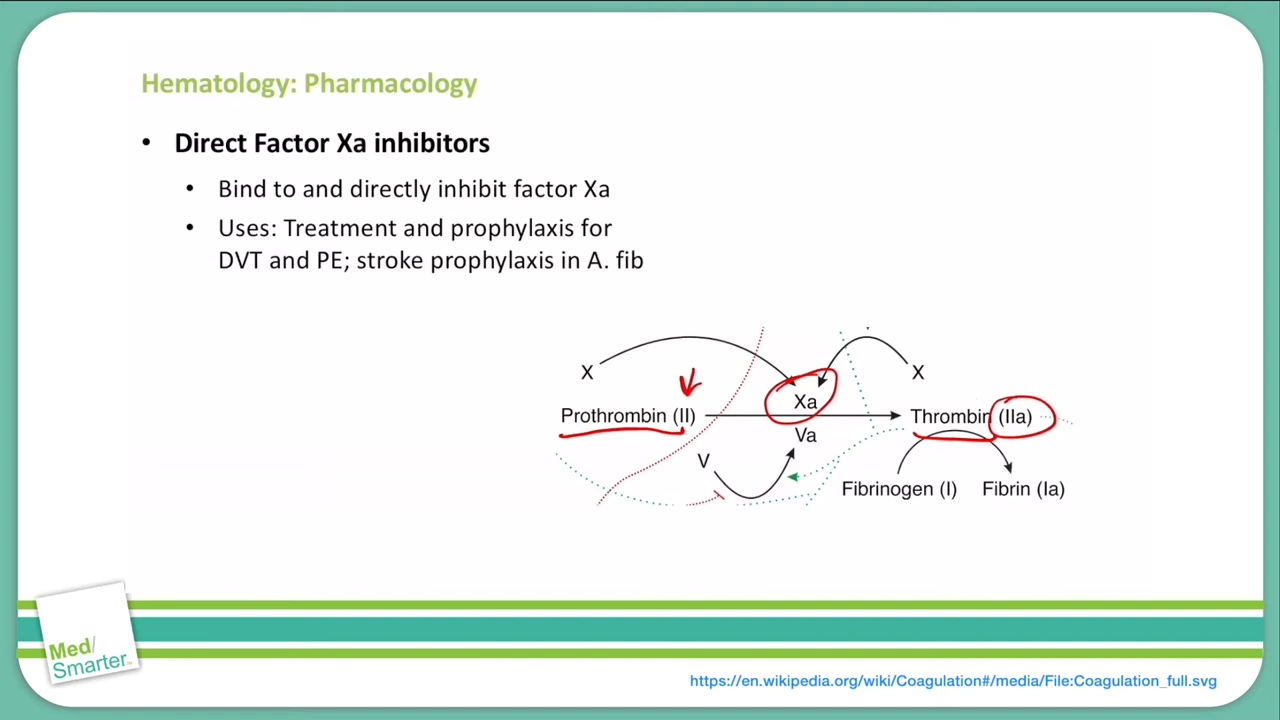 Hematology: Pharmacology
• Direct Factor Xa inhibitors
• Bind to and directly inhibit factor Xa
• Uses: Treatment and prophylaxis for
DVT and PE; stroke prophylaxis in A. fib
X
X
Xa
Prothrombin (II)
Thrombin (IIa)
Va
V
Fibrinogen (I)
Fibrin (Ia)
Med/
Smarter™
https://en.wikipedia.org/wiki/Coagulation#/media/File:Coagulation_full.svg